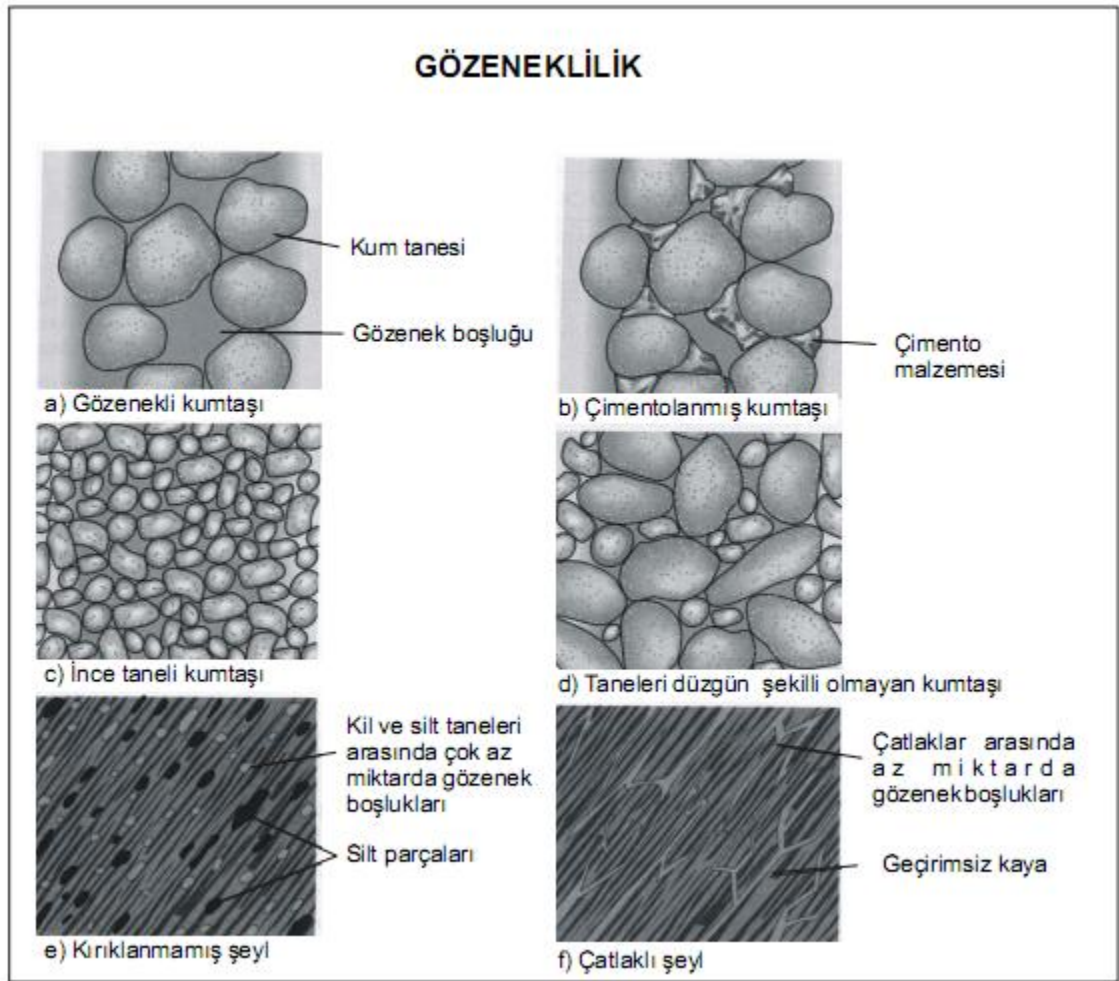 GÖZENEKLİLİK
Kum tanesi
Gözenek boşluğu
a) Gözenekli kumtaşı
Çimento
malzemesi
b) Çimentolanmış kumtaşı
c) İnce taneli kumtaşı
d) Taneleri düzgün şekilli olmayan kumtaşı
Kil ve silt taneleri
arasında çok az
miktarda gözenek
boşlukları
Silt parçaları
e) Kırıklanmamış şeyl
Çatlaklar arasında
az miktarda
gözenek boşlukları
Geçirimsiz kaya
f) Çatlaklı şeyl